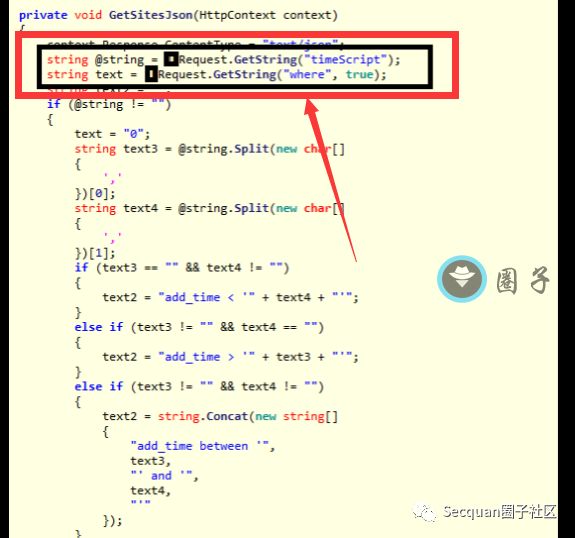 private void GetSitesJson(HttpContext context)
{
context.Response.ContentType = "text/json";
string @string = Request.GetString("timeScript");
string text = Request.GetString("where", true);
string text2 = "";
if (@string != "")
{
text = "0";
string text3 = @string.Split(new char[]
{
','
})[0];
string text4 = @string.Split(new char[]
{
','
})[1];
if (text3 == "" && text4 != "")
{
text2 = "add_time < '" + text4 + "'";
}
else if (text3 != "" && text4 == "")
{
text2 = "add_time > '" + text3 + "'";
}
else if (text3 != "" && text4 != "")
{
text2 = string.Concat(new string[]
{
"add_time between '",
text3,
"' and '",
text4,
"'"
});
}
圈子
Secquan圈子社区